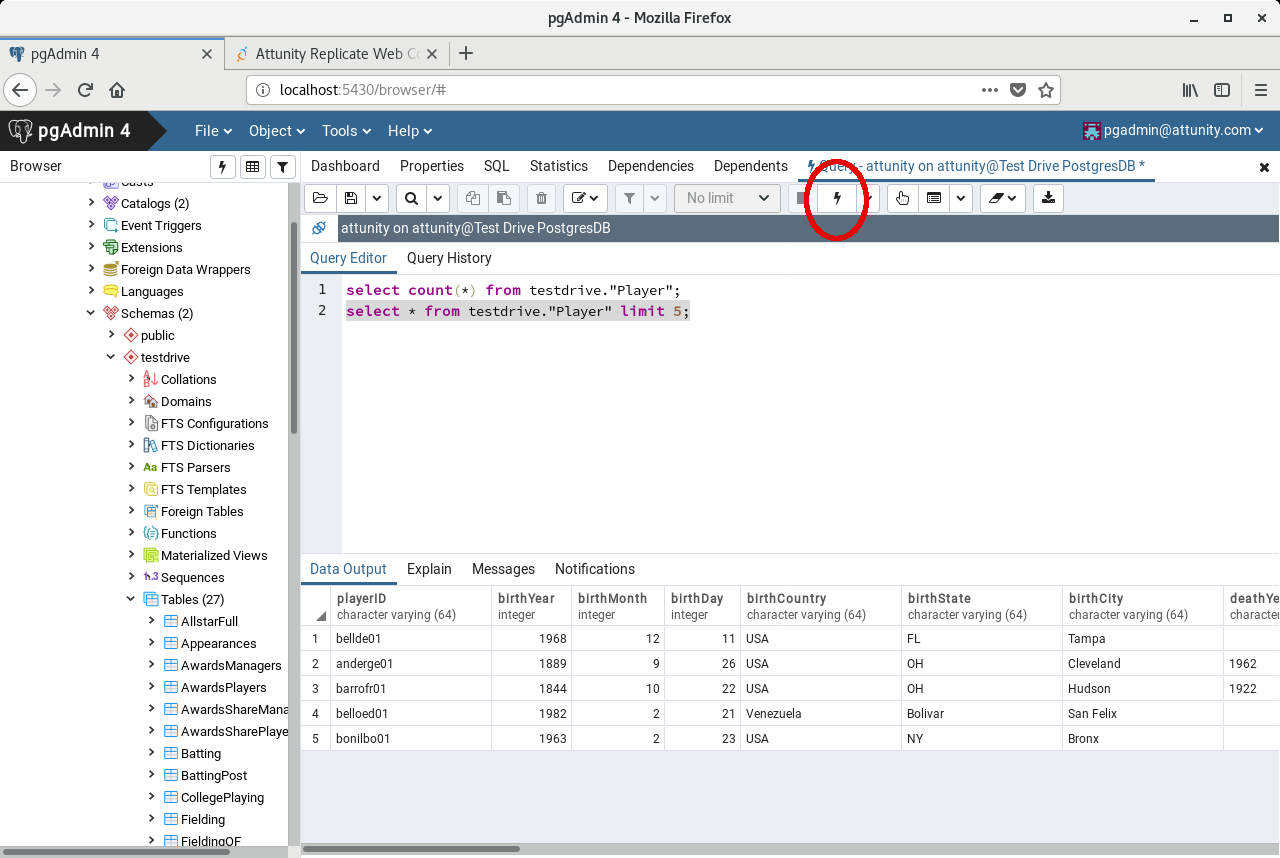 pgAdmin 4 - Mozilla Firefox
pgAdmin 4
Attunity Replicate Web Co
localhost:5430/browser/#
pgAdmin 4 File Object Tools Help pgadmin@attunity.com
Browser
Dashboard Properties SQL Statistics Dependencies Dependents Query - attunity on attunity@Test Drive PostgresDB *
No limit
attunity on attunity@Test Drive PostgresDB
Query Editor Query History
1 select count(*) from testdrive."Player";
2 select * from testdrive."Player" limit 5;
Casts
Catalogs (2)
Event Triggers
Extensions
Foreign Data Wrappers
Languages
Schemas (2)
public
testdrive
Collations
Domains
FTS Configurations
FTS Dictionaries
Aa FTS Parsers
FTS Templates
Foreign Tables
Functions
Materialized Views
1..3 Sequences
Tables (27)
AllstarFull
Appearances
AwardsManagers
AwardsPlayers
AwardsShareMana
AwardsSharePlaye
Batting
BattingPost
CollegePlaying
Fielding
FieldingOF
Data Output Explain Messages Notifications
playerID birthYear birthMonth birthDay birthCountry birthState birthCity deathYe
character varying (64) integer integer integer character varying (64) character varying (64) character varying (64) integer
1 bellde01 1968 12 11 USA FL Tampa
2 anderge01 1889 9 26 USA OH Cleveland 1962
3 barrofr01 1844 10 22 USA OH Hudson 1922
4 belloed01 1982 2 21 Venezuela Bolivar San Felix
5 bonilbo01 1963 2 23 USA NY Bronx